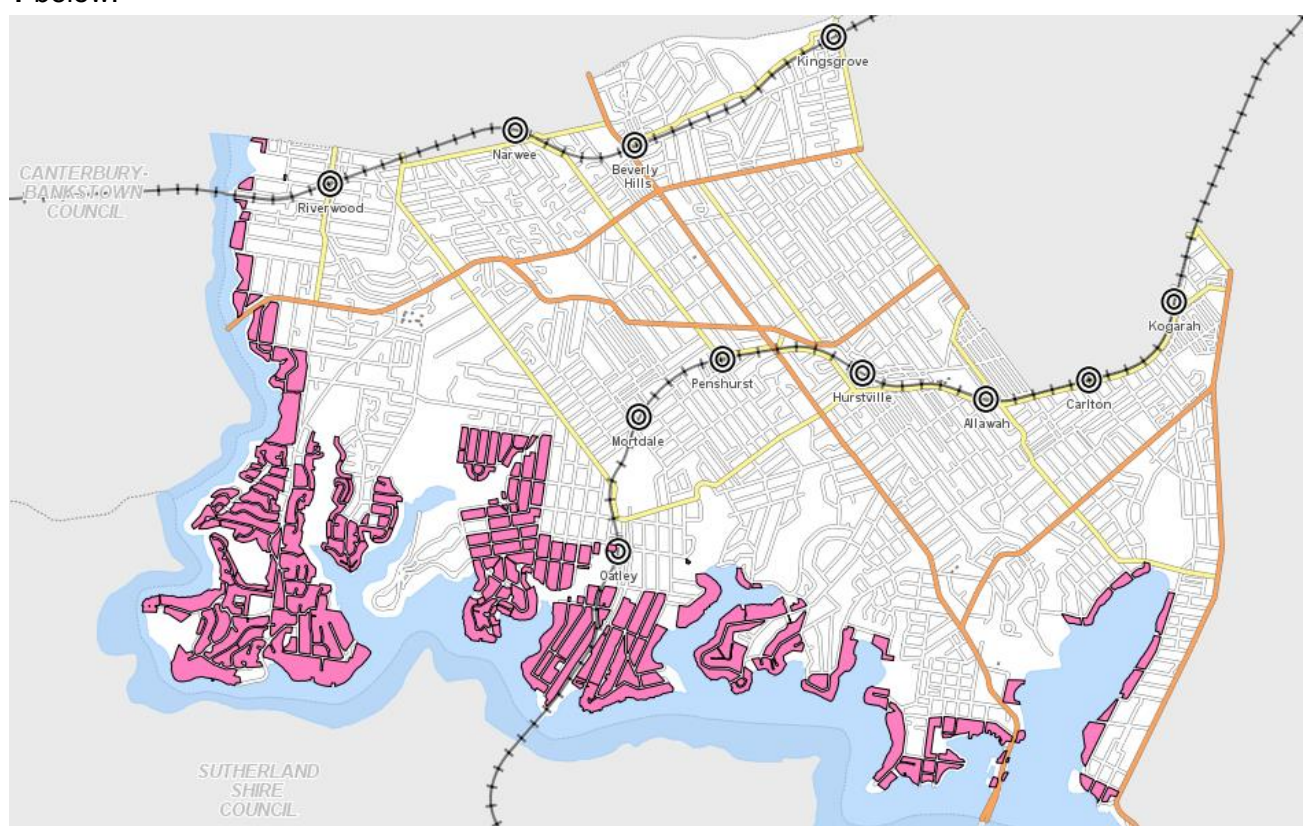 Kingsgrove
Narwee
Beverly
Hills
CANTERBURY-
BANKSTOWN
COUNCIL
Riverwood
Kogarah
Penshurst
Hurstville
Carlton
Allawah
Mortdale
Oatley
SUTHERLAND
SHIRE
COUNCIL